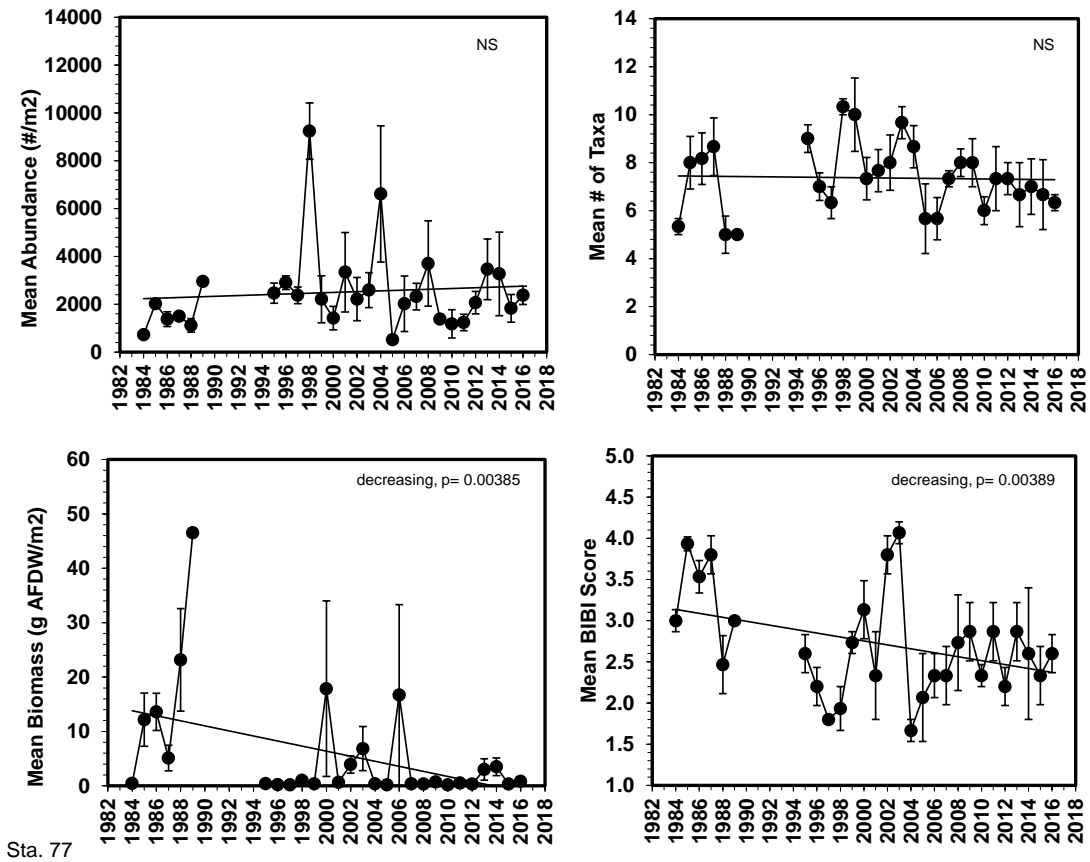 Mean Abundance (#/m2)
14000
12000
10000
8000
6000
4000
2000
0
NS
1982 1984 1986 1988 1990 1992 1994 1996 1998 2000 2002 2004 2006 2008 2010 2012 2014 2016 2018
Mean # of Taxa
14
12
10
8
6
4
2
0
NS
1982 1984 1986 1988 1990 1992 1994 1996 1998 2000 2002 2004 2006 2008 2010 2012 2014 2016 2018
Mean Biomass (g AFDW/m2)
60
50
40
30
20
10
0
decreasing, p= 0.00385
1982 1984 1986 1988 1990 1992 1994 1996 1998 2000 2002 2004 2006 2008 2010 2012 2014 2016 2018
Mean BIBI Score
5.0
4.5
4.0
3.5
3.0
2.5
2.0
1.5
1.0
decreasing, p= 0.00389
1982 1984 1986 1988 1990 1992 1994 1996 1998 2000 2002 2004 2006 2008 2010 2012 2014 2016 2018
Sta. 77